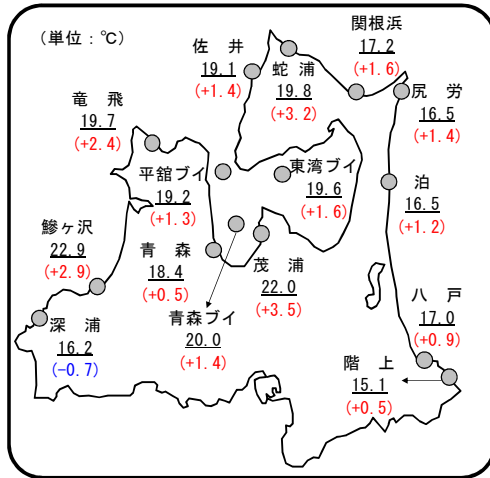 (単位：℃)
関根浜
17.2
(+1.6)
佐井
19.1
(+1.4)
蛇浦
19.8
(+3.2)
尻労
16.5
(+1.4)
竜飛
19.7
(+2.4)
平舘ブイ
19.2
(+1.3)
東湾ブイ
19.6
(+1.6)
泊
16.5
(+1.2)
鰺ヶ沢
22.9
(+2.9)
青森
18.4
(+0.5)
茂浦
22.0
(+3.5)
青森ブイ
20.0
(+1.4)
深浦
16.2
(-0.7)
八戸
17.0
(+0.9)
階上
15.1
(+0.5)